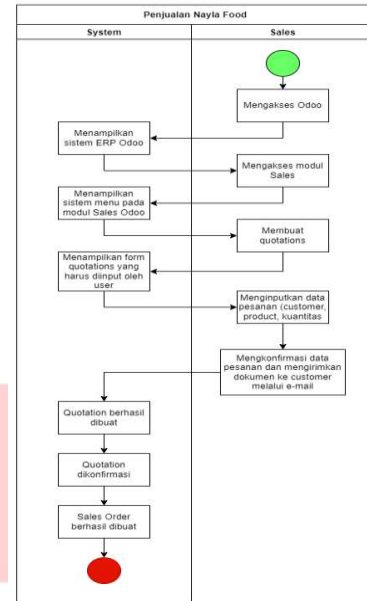 Penjualan Nayla Food
System
Sales
Mengakses Odoo
Menampilkan
sistem ERP Odoo
Mengakses modul
Sales
Menampilkan
sistem menu pada
modul Sales Odoo
Membuat
quotations
Menampilkan form
quotations yang
harus diinput oleh
user
Menginputkan data
pesanan (customer,
product, kuantitas
Mengkonfirmasi data
pesanan dan mengirimkan
dokumen ke customer
melalui e-mail
Quotation berhasil
dibuat
Quotation
dikonfirmasi
Sales Order
berhasil dibuat